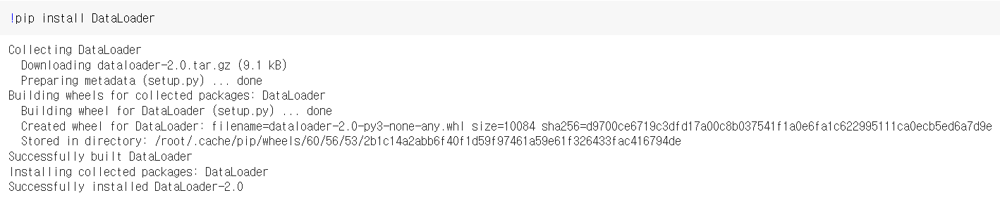 !pip install DataLoader
Collecting DataLoader
Downloading dataloader-2.0.tar.gz (9.1 kB)
Preparing metadata (setup.py) ... done
Building wheels for collected packages: DataLoader
Building wheel for DataLoader (setup.py) ... done
Created wheel for DataLoader: filename=dataloader-2.0-py3-none-any.whl size=10084 sha256=d9700ce6719c3dfd17a00c8b037541f1a0e6fa1c622995111ca0ecb5ed6a7d9e
Stored in directory: /root/.cache/pip/wheels/60/56/53/2b1c14a2abb6f40f1d59f97461a59e61f326433fac416794de
Successfully built DataLoader
Installing collected packages: DataLoader
Successfully installed DataLoader-2.0